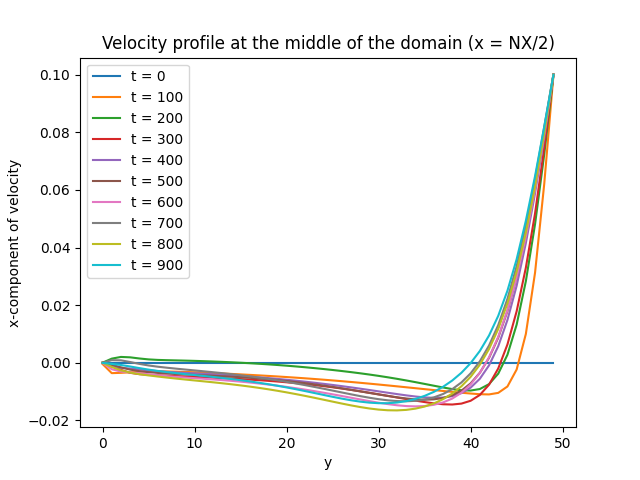 Velocity profile at the middle of the domain (x = NX/2)
x-component of velocity
0.10
0.08
0.06
0.04
0.02
0.00
−0.02
t = 0
t = 100
t = 200
t = 300
t = 400
t = 500
t = 600
t = 700
t = 800
t = 900
0 10 20 30 40 50
y